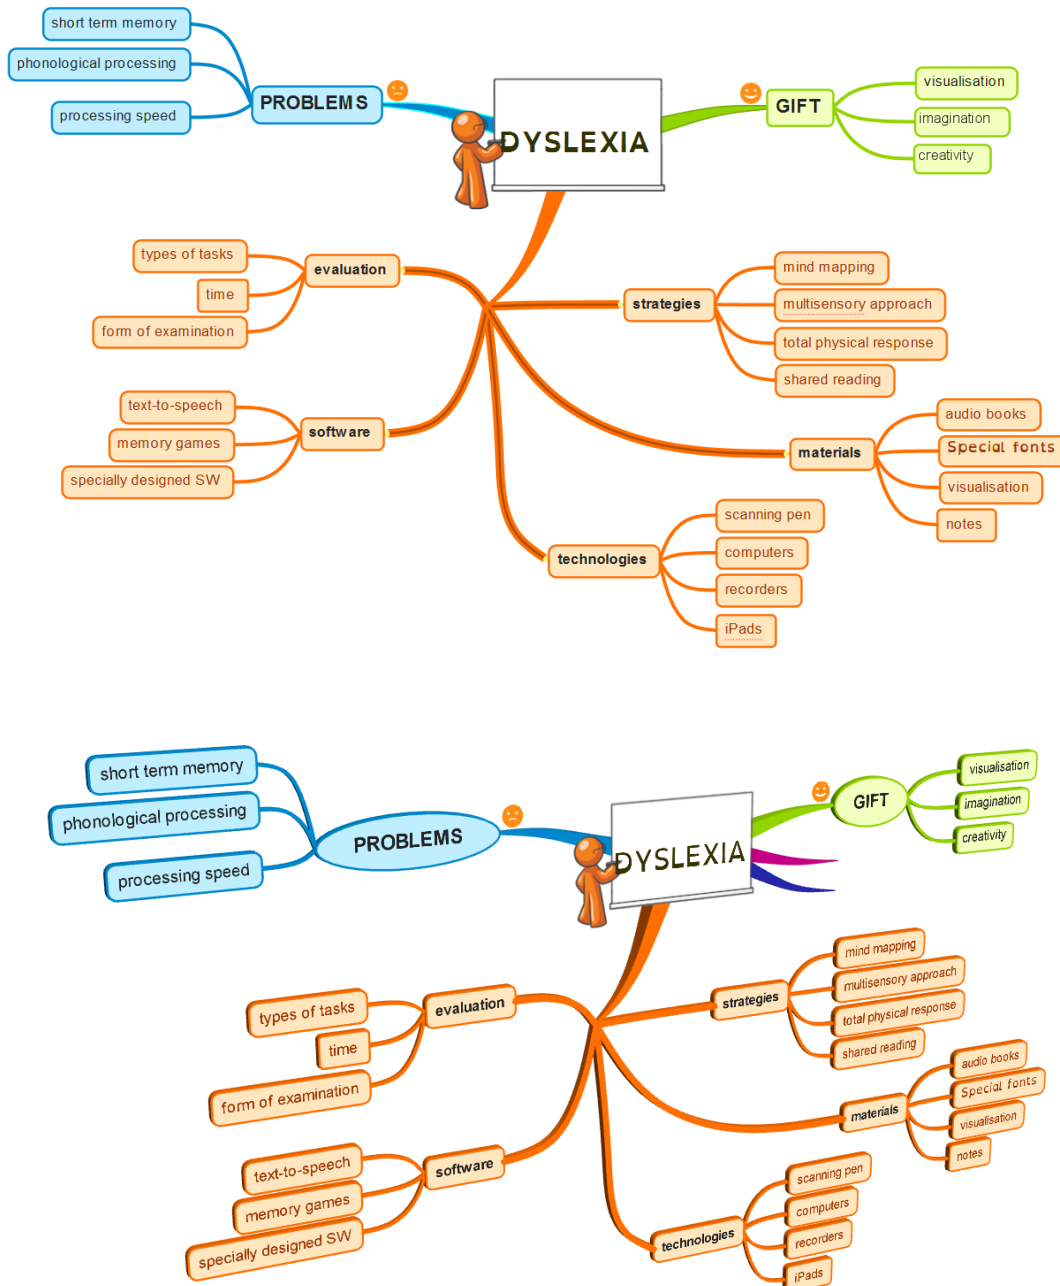 short term memory
phonological processing
processing speed
PROBLEMS
DYSLEXIA
GIFT
visualisation
imagination
creativity
types of tasks
time
form of examination
evaluation
text-to-speech
memory games
specially designed SW
software
strategies
mind mapping
multisensory approach
total physical response
shared reading
materials
audio books
Special fonts
visualisation
notes
technologies
scanning pen
computers
recorders
iPads
short term memory
phonological processing
processing speed
PROBLEMS
DYSLEXIA
GIFT
visualisation
imagination
creativity
types of tasks
time
form of examination
evaluation
text-to-speech
memory games
specially designed SW
software
strategies
mind mapping
multisensory approach
total physical response
shared reading
materials
audio books
Special fonts
visualisation
notes
technologies
scanning pen
computers
recorders
iPads